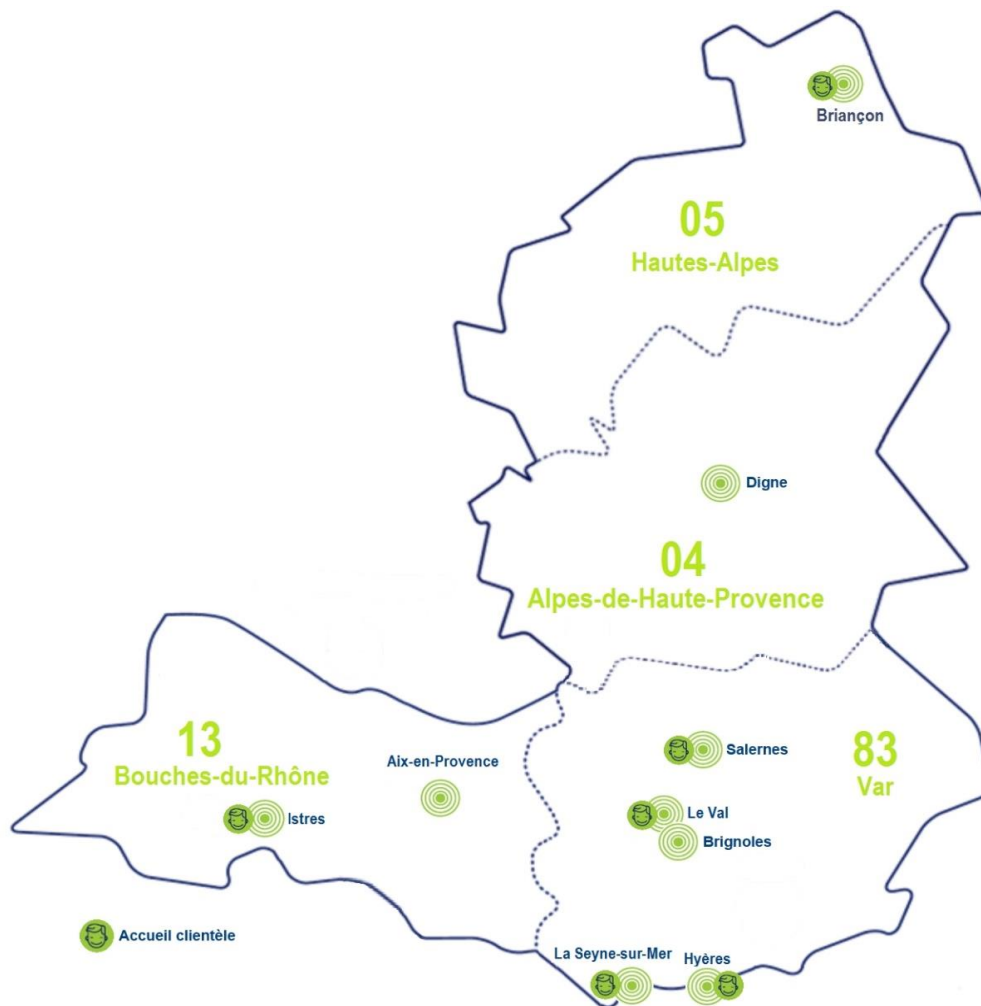 Briançon
05
Hautes-Alpes
Digne
04
Alpes-de-Haute-Provence
13
Bouches-du-Rhône
Aix-en-Provence
Istres
Salernes
83
Var
Le Val
Brignoles
Accueil clientèle
La Seyne-sur-Mer
Hyères